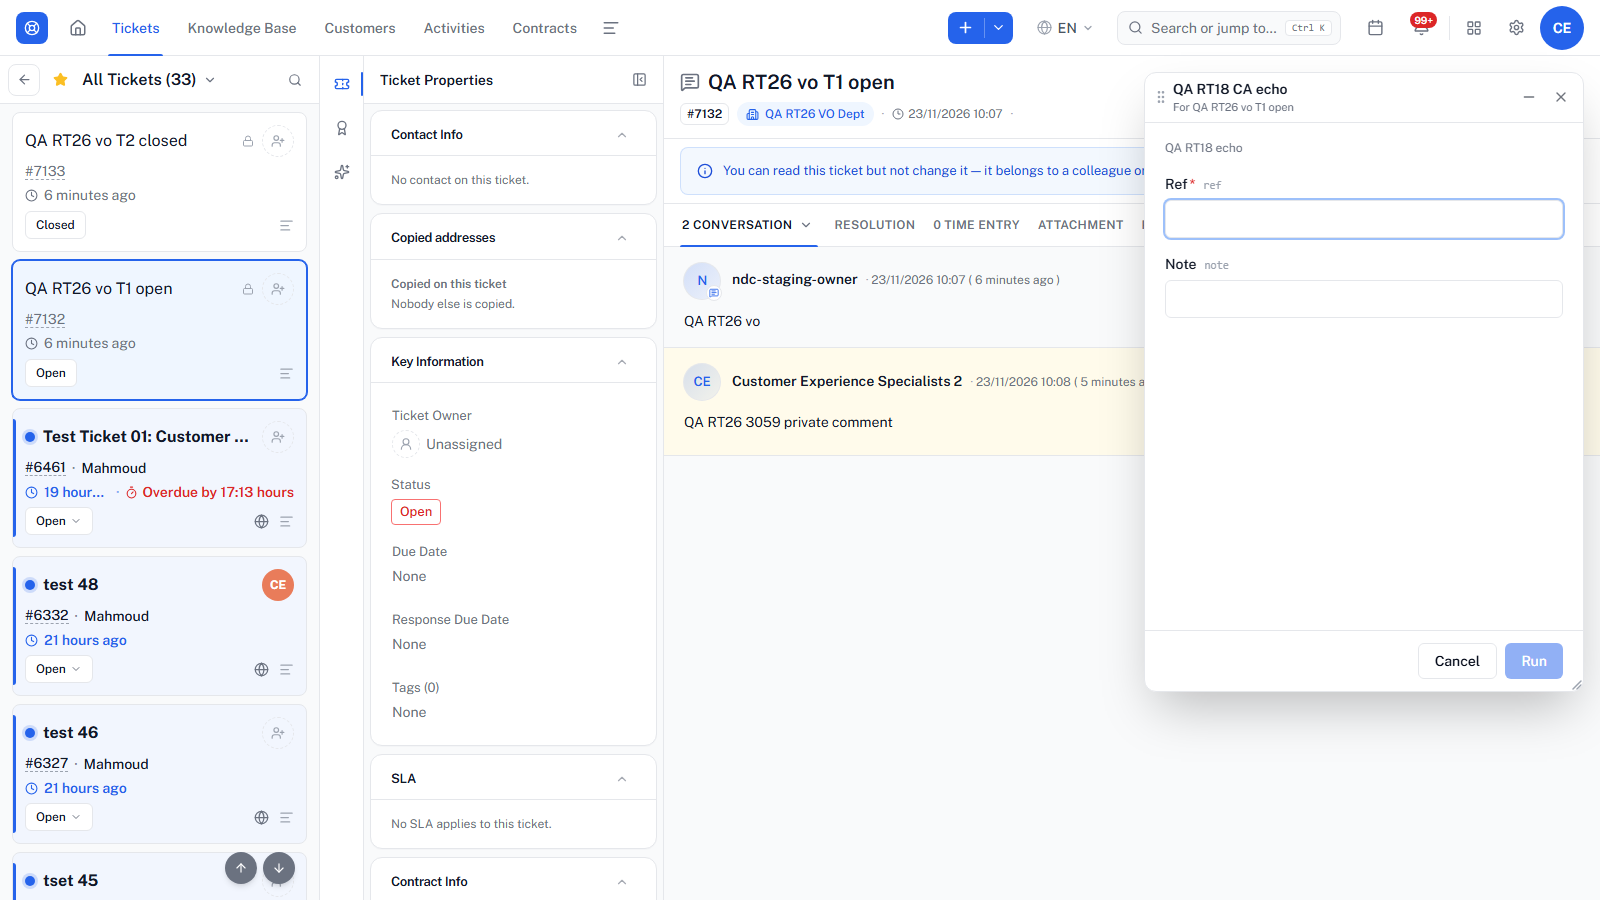 Tickets
Knowledge Base
Customers
Activities
Contracts
EN
Search or jump to...
Ctrl K
99+
CE
All Tickets (33)
QA RT26 vo T2 closed
#7133
6 minutes ago
Closed
QA RT26 vo T1 open
#7132
6 minutes ago
Open
Test Ticket 01: Customer ...
#6461 · Mahmoud
19 hour... · Overdue by 17:13 hours
Open
test 48
CE
#6332 · Mahmoud
21 hours ago
Open
test 46
#6327 · Mahmoud
21 hours ago
Open
tset 45
Ticket Properties
Contact Info
No contact on this ticket.
Copied addresses
Copied on this ticket
Nobody else is copied.
Key Information
Ticket Owner
Unassigned
Status
Open
Due Date
None
Response Due Date
None
Tags (0)
None
SLA
No SLA applies to this ticket.
Contract Info
QA RT26 vo T1 open
#7132
QA RT26 VO Dept
· 23/11/2026 10:07 ·
You can read this ticket but not change it — it belongs to a colleague
2 CONVERSATION
RESOLUTION
0 TIME ENTRY
ATTACHMENT
N
ndc-staging-owner · 23/11/2026 10:07 ( 6 minutes ago )
QA RT26 vo
CE
Customer Experience Specialists 2 · 23/11/2026 10:08 ( 5 minutes a
QA RT26 3059 private comment
QA RT18 CA echo
For QA RT26 vo T1 open
QA RT18 echo
Ref* ref
Note note
Cancel
Run